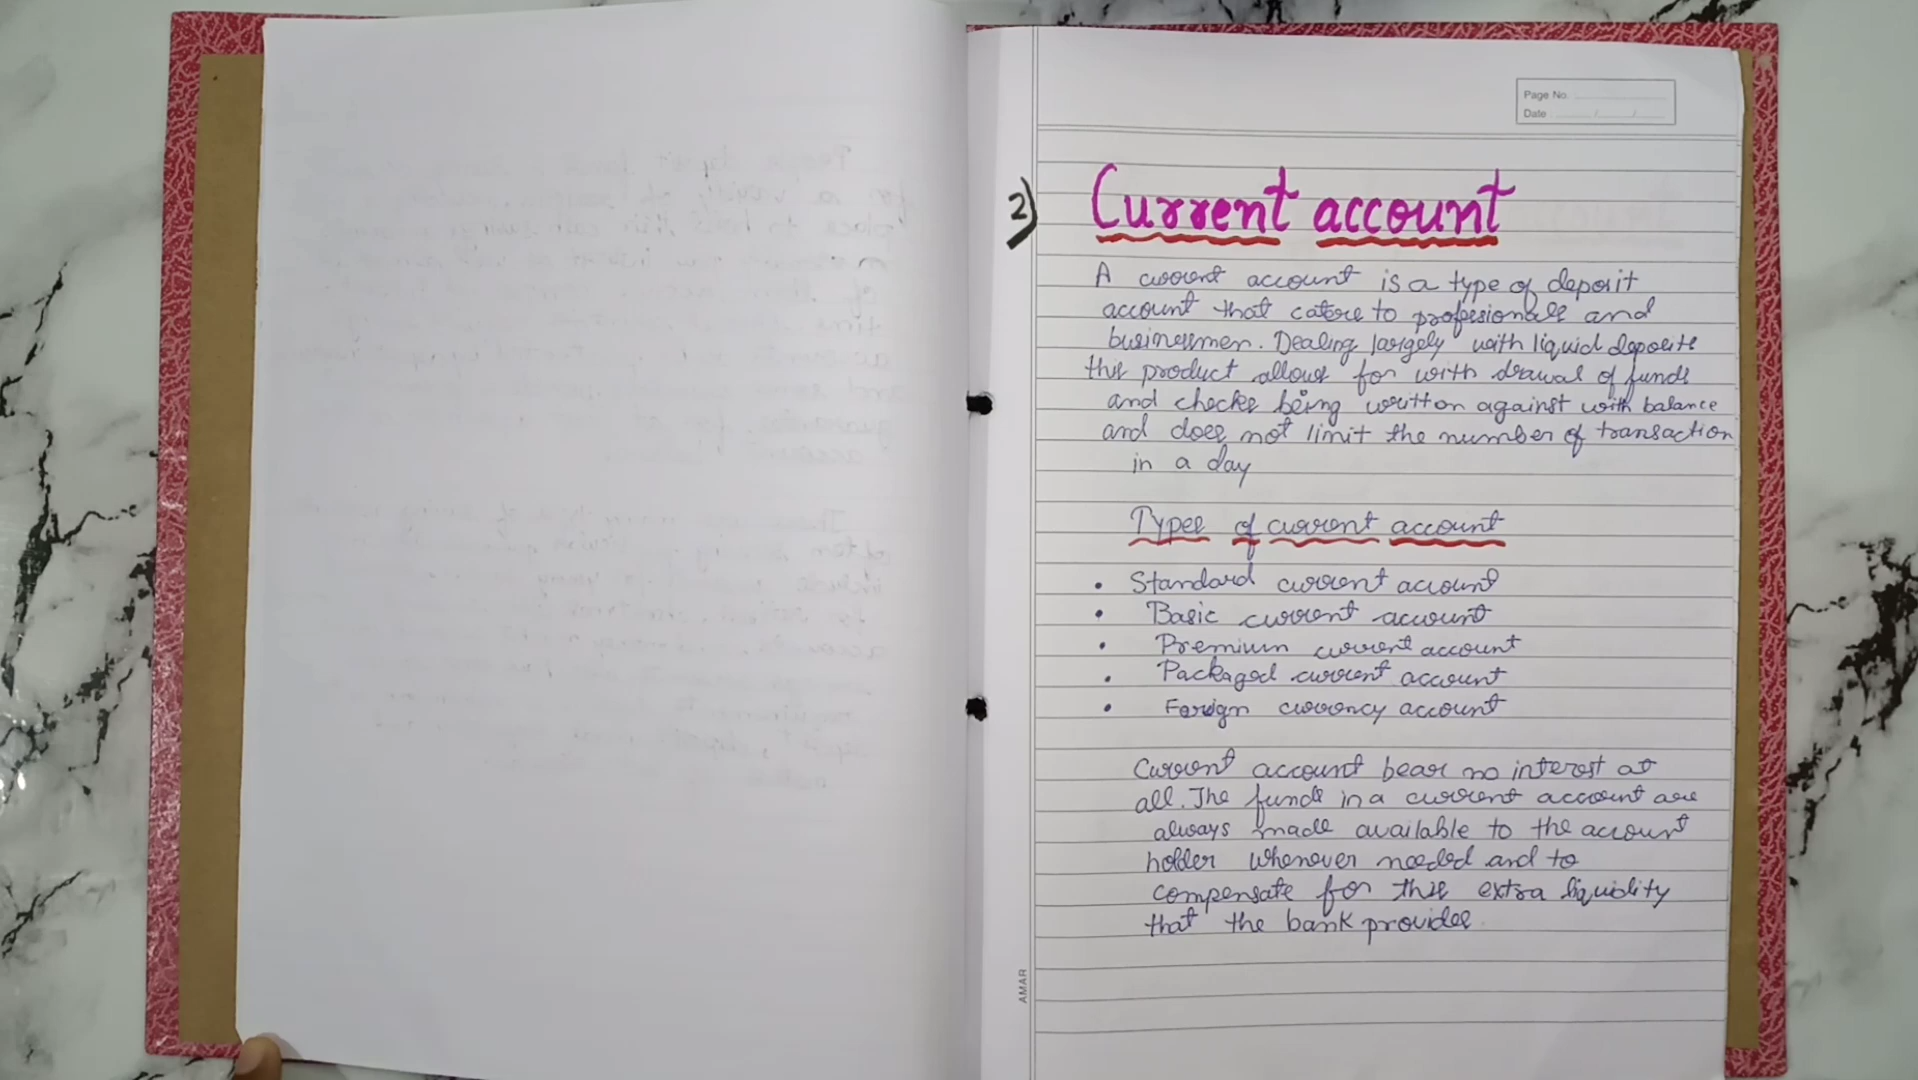 Page No.
Date / /
2) Current account
A current account is a type of deposit
account that caters to professionals and
businessmen. Dealing largely with liquid deposits
this product allows for with drawal of funds
and checks being written against with balance
and does not limit the number of transaction
in a day
Types of current account
• Standard current account
• Basic current account
• Premium current account
• Packaged current account
• Foreign currency account
Current account bear no interest at
all. The funds in a current account are
always made available to the account
holder whenever needed and to
compensate for this extra liquidity
that the bank provides.
AMAR